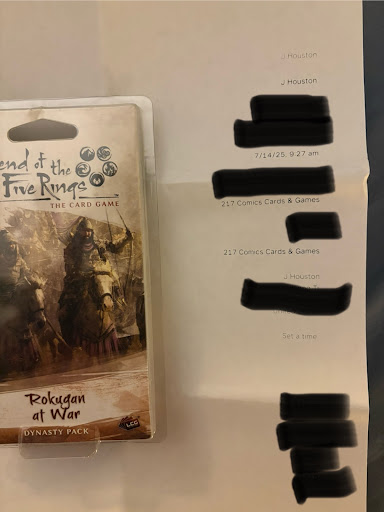 J Houston
J Houston
7/14/25, 9:27 am
217 Comics Cards & Games
217 Comics Cards & Games
J Houston
Set a time
end of the
Five Rings
THE CARD GAME
Rokugan
at War
LCG
DYNASTY PACK